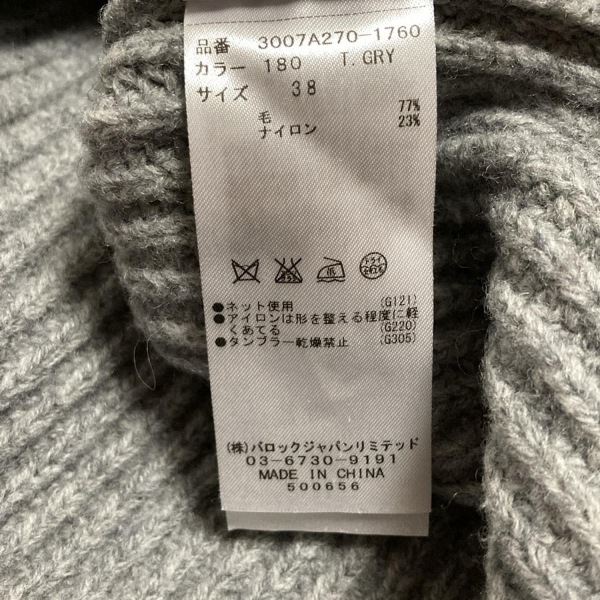 品番 3007A270-1760
カラー 180 T.GRY
サイズ 38
毛 77%
ナイロン 23%
●ネット使用 (G121)
●アイロンは形を整える程度に軽
くあてる (G220)
●タンブラー乾燥禁止 (G305)
(株)バロックジャパンリミテッド
03-6730-9191
MADE IN CHINA
500656